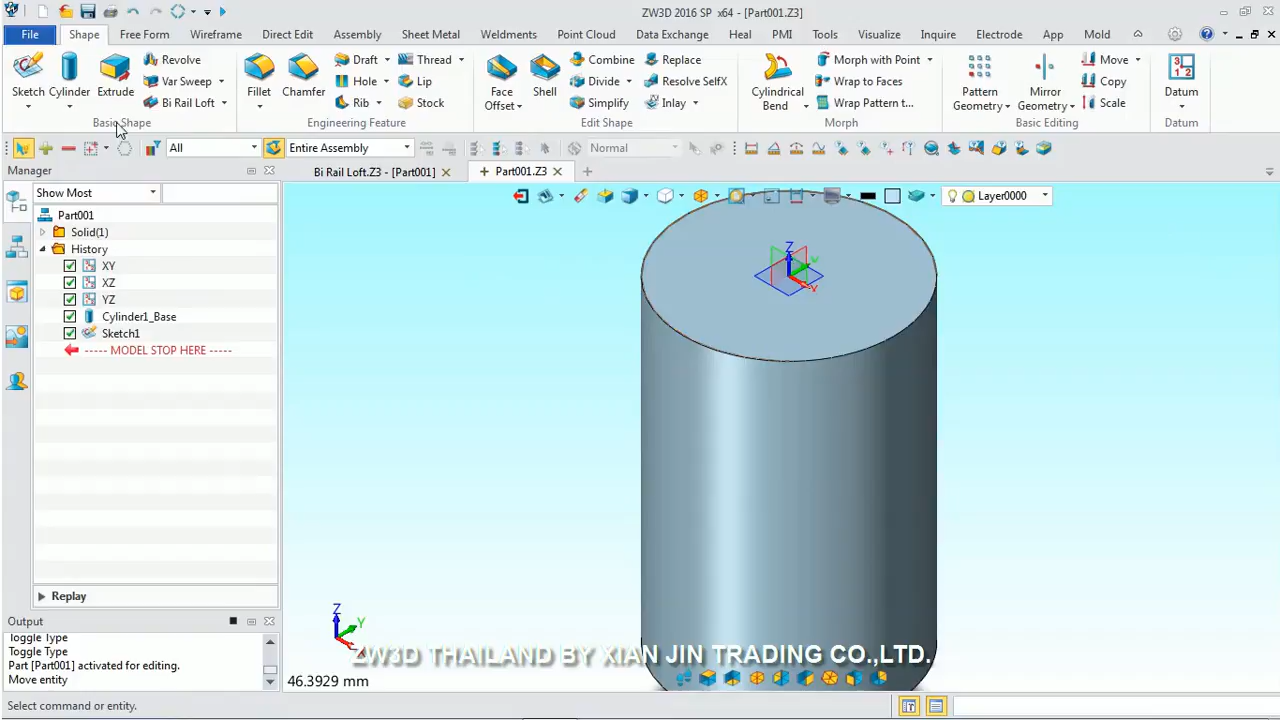 ZW3D 2016 SP  x64 - [Part001.Z3]
File Shape Free Form Wireframe Direct Edit Assembly Sheet Metal Weldments Point Cloud Data Exchange Heal PMI Tools Visualize Inquire Electrode App Mold
Revolve Draft Thread Combine Replace Morph with Point Move
Var Sweep Hole Lip Divide Resolve SelfX Wrap to Faces Copy
Sketch Cylinder Extrude Fillet Chamfer Face Offset Shell Cylindrical Bend Pattern Geometry Mirror Geometry Datum
Bi Rail Loft Rib Stock Simplify Inlay Wrap Pattern t... Scale
Basic Shape Engineering Feature Edit Shape Morph Basic Editing Datum
All Entire Assembly Normal
Manager Bi Rail Loft.Z3 - [Part001] Part001.Z3
Show Most Layer0000
Part001
Solid(1)
History
XY
XZ
YZ
Cylinder1_Base
Sketch1
----- MODEL STOP HERE -----
Z
Y
Replay
Output
Toggle Type
Toggle Type
Part [Part001] activated for editing.
Move entity
Z
Y
ZW3D THAILAND BY XIAN JIN TRADING CO.,LTD.
46.3929 mm
Select command or entity.